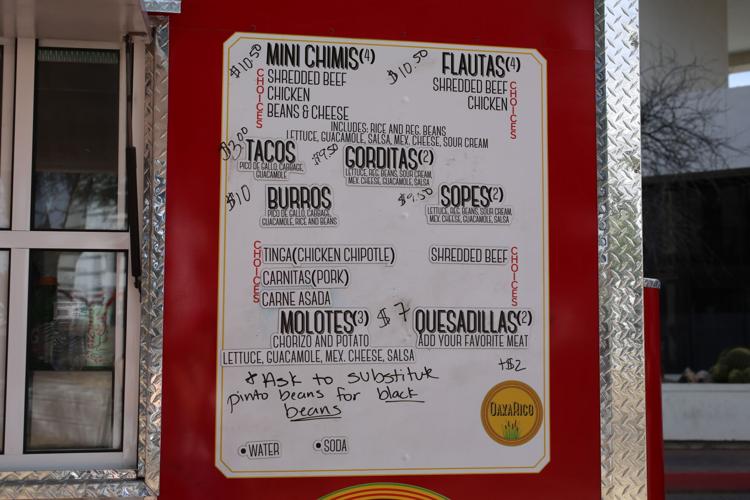 $10.50 MINI CHIMIS(4)
CHOICES
SHREDDED BEEF
CHICKEN
BEANS & CHEESE
$10.50 FLAUTAS(4)
SHREDDED BEEF
CHICKEN
CHOICES
INCLUDES: RICE AND REG. BEANS
LETTUCE, GUACAMOLE, SALSA, MEX. CHEESE, SOUR CREAM
$3.00 TACOS
PICO DE GALLO, CABBAGE,
GUACAMOLE
$9.50 GORDITAS(2)
LETTUCE, REG. BEANS, SOUR CREAM,
MEX. CHEESE, GUACAMOLE, SALSA
$10 BURROS
PICO DE GALLO, CABBAGE,
GUACAMOLE, RICE AND BEANS
$9.50 SOPES(2)
LETTUCE, REG. BEANS, SOUR CREAM,
MEX. CHEESE, GUACAMOLE, SALSA
CHOICES
TINGA(CHICKEN CHIPOTLE)
CARNITAS(PORK)
CARNE ASADA
SHREDDED BEEF
CHOICES
MOLOTES(3) $7 QUESADILLAS(2)
CHORIZO AND POTATO
ADD YOUR FAVORITE MEAT
LETTUCE, GUACAMOLE, MEX. CHEESE, SALSA
+$2
*Ask to substitute
pinto beans for black
beans
OAXARICO
• WATER
• SODA